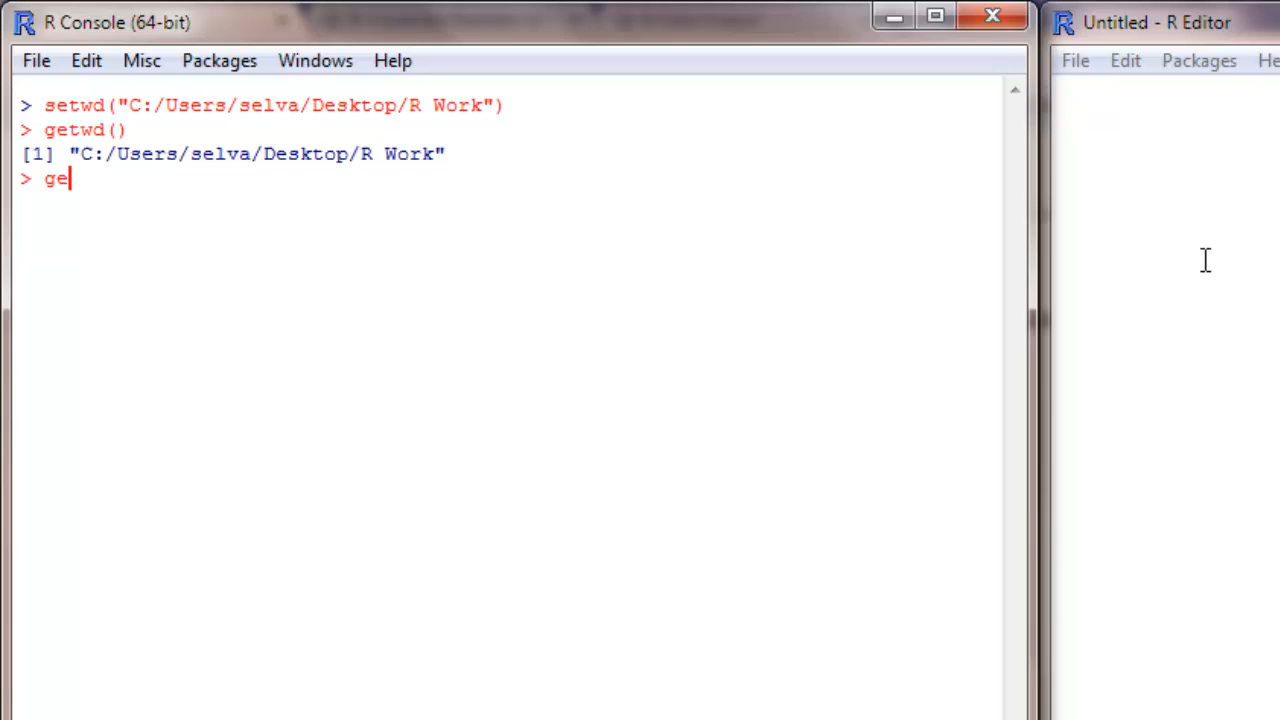 R Console (64-bit)
File Edit Misc Packages Windows Help
> setwd("C:/Users/selva/Desktop/R Work")
> getwd()
[1] "C:/Users/selva/Desktop/R Work"
> ge
Untitled - R Editor
File Edit Packages He